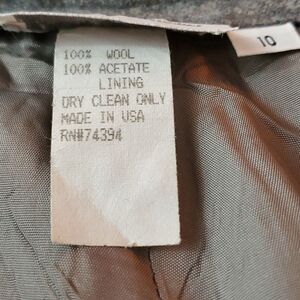 10
100% WOOL
100% ACETATE
LINING
DRY CLEAN ONLY
MADE IN USA
RN#74394